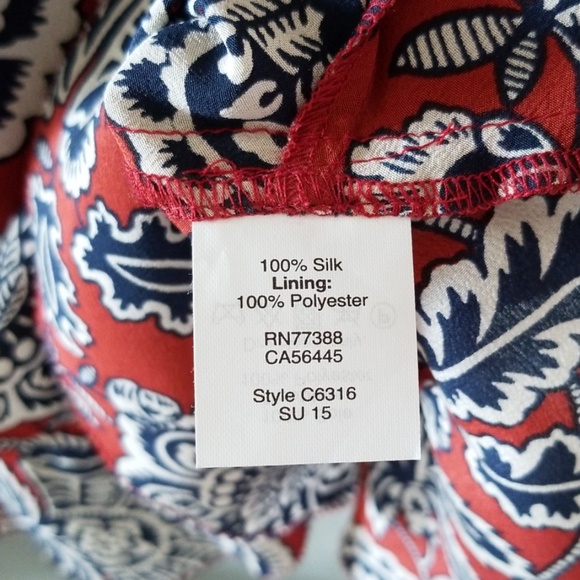 100% Silk
Lining:
100% Polyester
RN77388
CA56445
Style C6316
SU 15